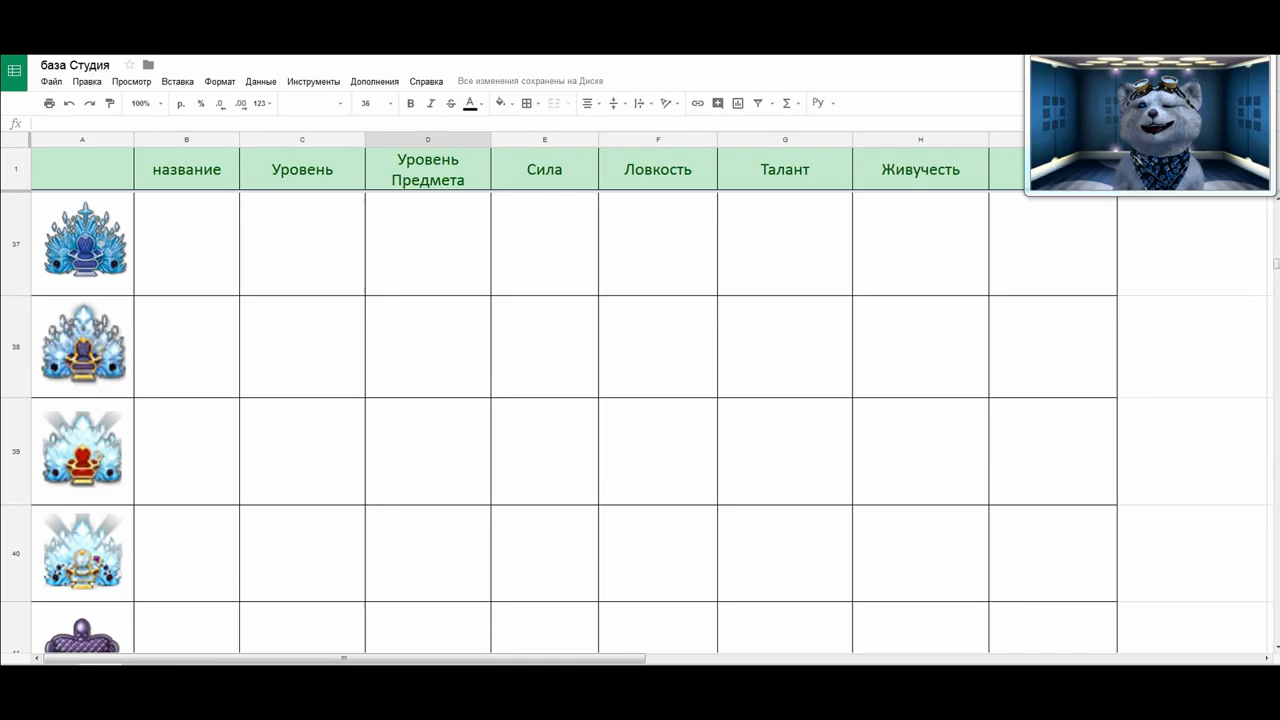 база Студия
Файл Правка Просмотр Вставка Формат Данные Инструменты Дополнения Справка Все изменения сохранены на Диске
100% р. % .0 .00 123 36 B I S A Σ Ру
fx
A B C D E F G H
1 название Уровень Уровень Предмета Сила Ловкость Талант Живучесть
37
38
39
40